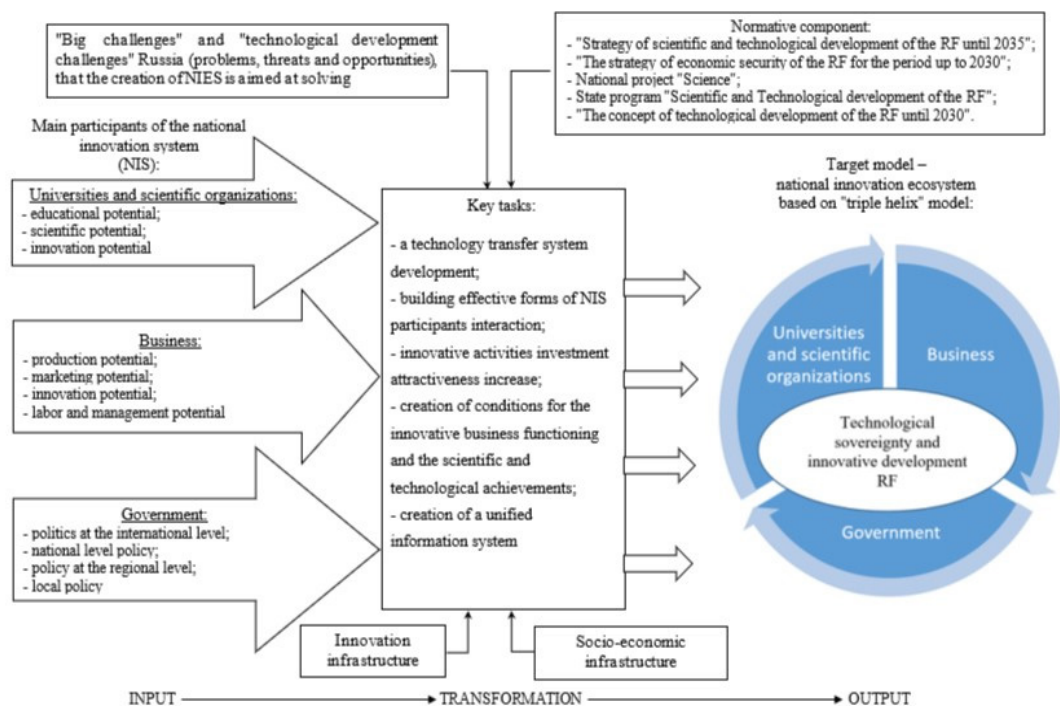 "Big challenges" and "technological development
challenges" Russia (problems, threats and opportunities),
that the creation of NIES is aimed at solving
Normative component:
- "Strategy of scientific and technological development of the RF until 2035";
- "The strategy of economic security of the RF for the period up to 2030";
- National project "Science";
- State program "Scientific and Technological development of the RF";
- "The concept of technological development of the RF until 2030".
Main participants of the national
innovation system
(NIS):
Universities and scientific organizations:
- educational potential;
- scientific potential;
- innovation potential
Business:
- production potential;
- marketing potential;
- innovation potential;
- labor and management potential
Government:
- politics at the international level;
- national level policy;
- policy at the regional level;
- local policy
Key tasks:
- a technology transfer system
development;
- building effective forms of NIS
participants interaction;
- innovative activities investment
attractiveness increase;
- creation of conditions for the
innovative business functioning
and the scientific and
technological achievements;
- creation of a unified
information system
Target model –
national innovation ecosystem
based on "triple helix" model:
Universities
and scientific
organizations
Business
Technological
sovereignty and
innovative development
RF
Government
Innovation
infrastructure
Socio-economic
infrastructure
INPUT
TRANSFORMATION
OUTPUT